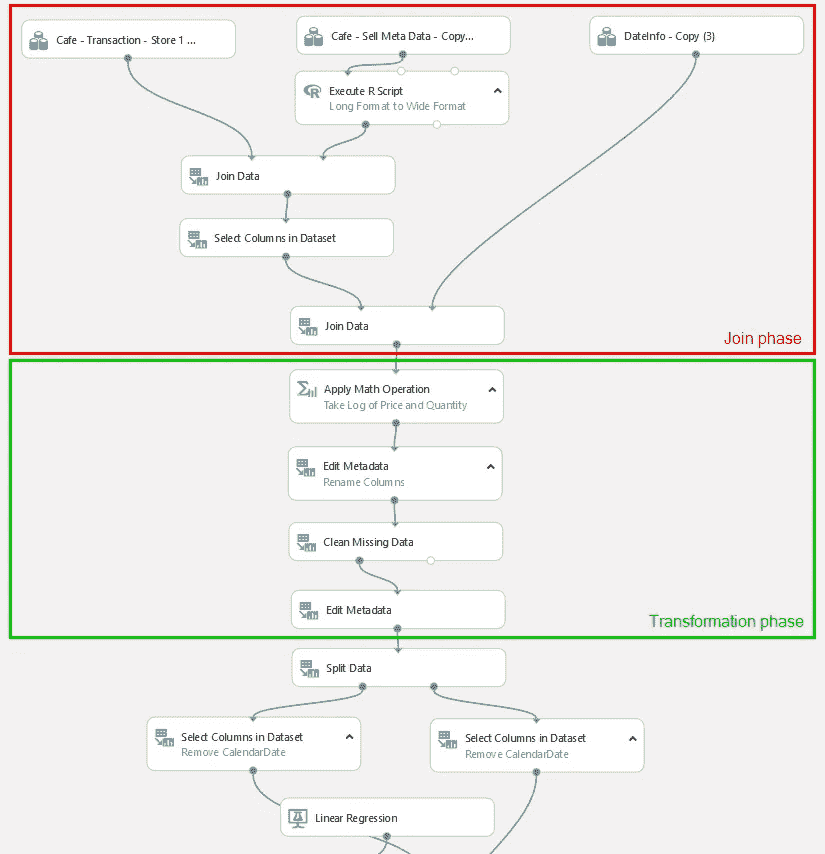 Cafe - Transaction - Store 1 ...
Cafe - Sell Meta Data - Copy...
DateInfo - Copy (3)
Execute R Script
Long Format to Wide Format
Join Data
Select Columns in Dataset
Join Data
Join phase
Apply Math Operation
Take Log of Price and Quantity
Edit Metadata
Rename Columns
Clean Missing Data
Edit Metadata
Transformation phase
Split Data
Select Columns in Dataset
Remove CalendarDate
Select Columns in Dataset
Remove CalendarDate
Linear Regression